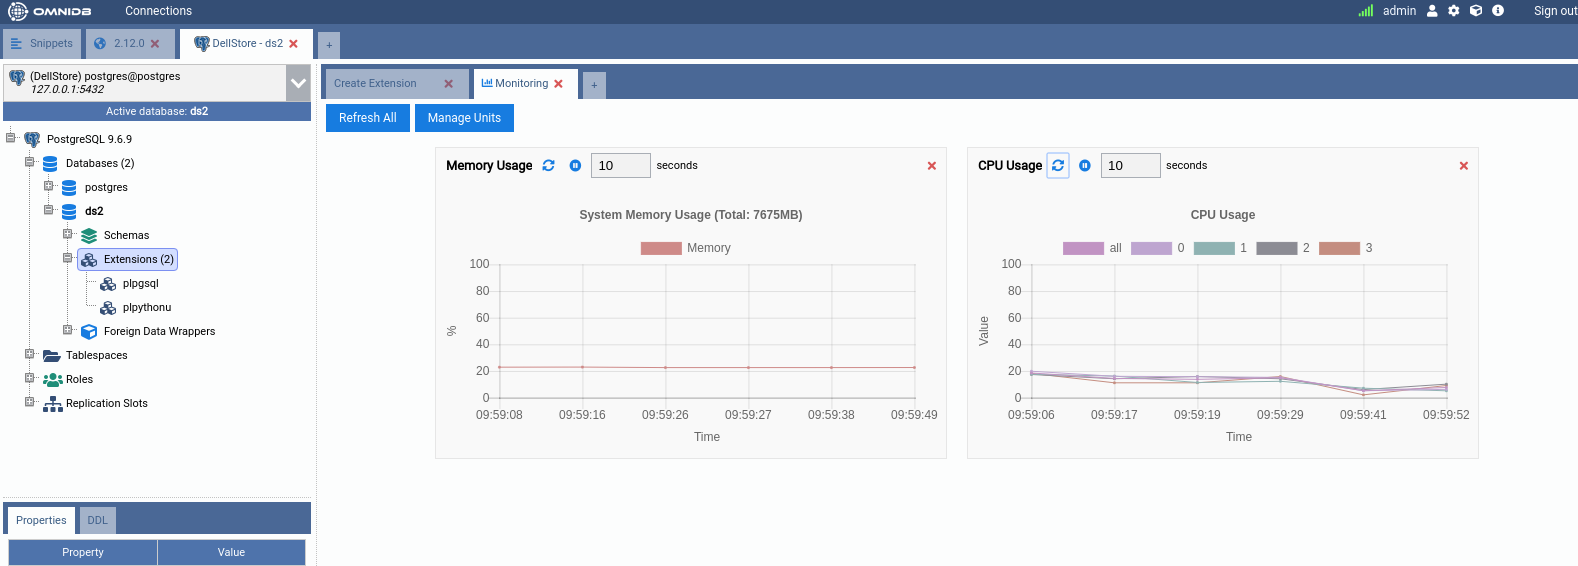 OMNIDB Connections admin Sign out
Snippets 2.12.0 DellStore - ds2 +
(DellStore) postgres@postgres
127.0.0.1:5432
Active database: ds2
PostgreSQL 9.6.9
Databases (2)
postgres
ds2
Schemas
Extensions (2)
plpgsql
plpythonu
Foreign Data Wrappers
Tablespaces
Roles
Replication Slots
Properties DDL
Property Value
Create Extension Monitoring +
Refresh All Manage Units
Memory Usage 10 seconds
System Memory Usage (Total: 7675MB)
Memory
100
80
60
40
20
0
%
09:59:08 09:59:16 09:59:26 09:59:27 09:59:38 09:59:49
Time
CPU Usage 10 seconds
CPU Usage
all 0 1 2 3
100
80
60
40
20
0
Value
09:59:06 09:59:17 09:59:19 09:59:29 09:59:41 09:59:52
Time